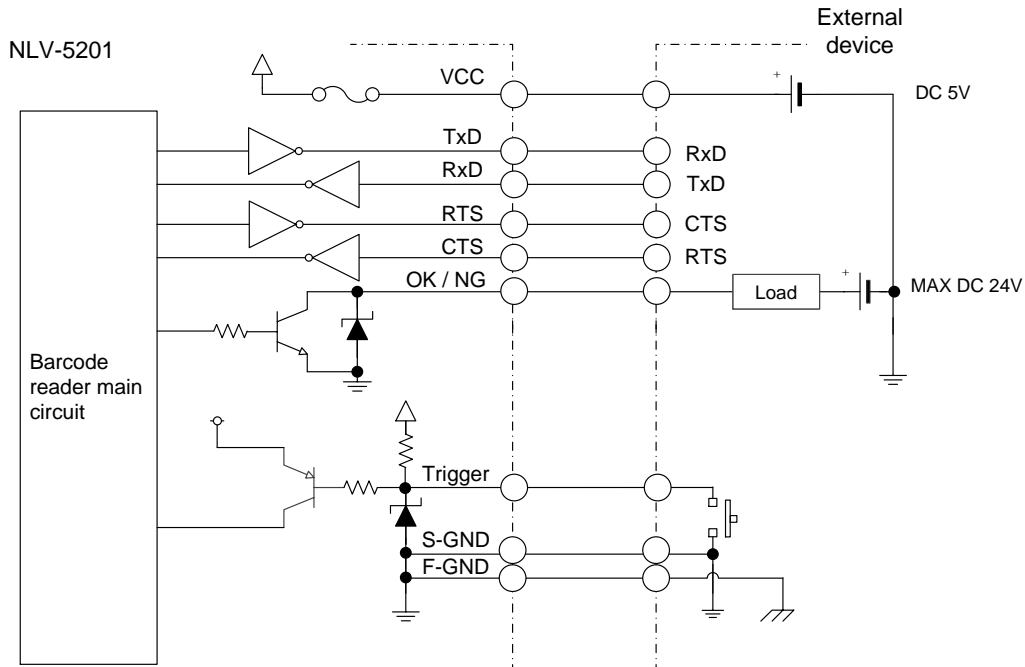 NLV-5201
External
device
VCC
+
DC 5V
TxD
RxD
RxD
TxD
RTS
CTS
CTS
RTS
OK / NG
+
Load
MAX DC 24V
Barcode
reader main
circuit
Trigger
S-GND
F-GND